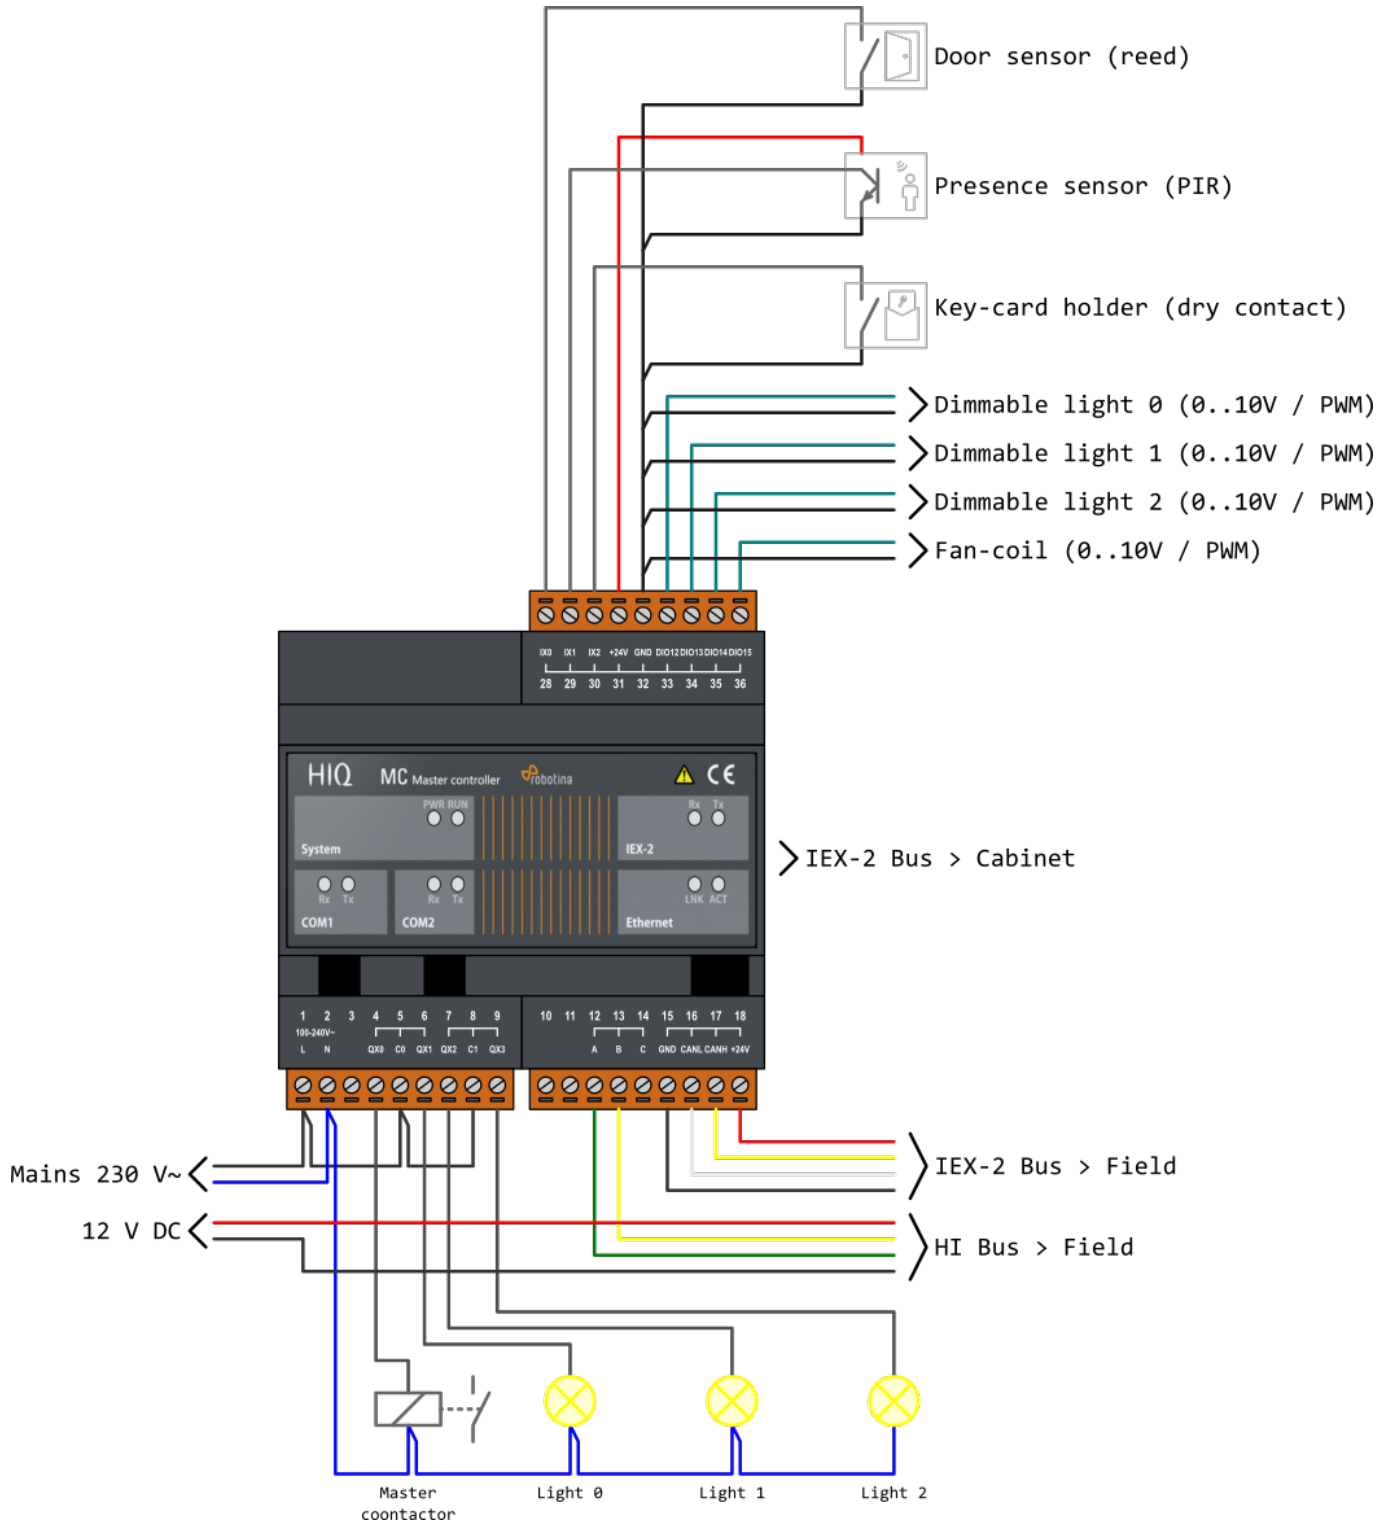 Door sensor (reed)
Presence sensor (PIR)
Key-card holder (dry contact)
Dimmable light 0 (0..10V / PWM)
Dimmable light 1 (0..10V / PWM)
Dimmable light 2 (0..10V / PWM)
Fan-coil (0..10V / PWM)
IX0 IX1 IX2 +24V GND DIO12 DIO13 DIO14 DIO15
28 29 30 31 32 33 34 35 36
HIQ MC Master controller robotina CE
PWR RUN Rx Tx
System IEX-2
IEX-2 Bus > Cabinet
Rx Tx Rx Tx LNK ACT
COM1 COM2 Ethernet
1 2 3 4 5 6 7 8 9 10 11 12 13 14 15 16 17 18
100-240V~
L N QX0 C0 QX1 QX2 C1 QX3 A B C GND CANL CANH +24V
Mains 230 V~
IEX-2 Bus > Field
12 V DC
HI Bus > Field
Master
coontactor
Light 0
Light 1
Light 2